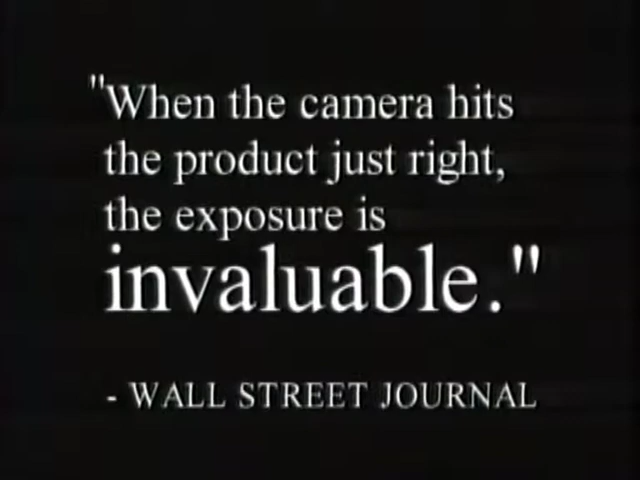 "When the camera hits
the product just right,
the exposure is
invaluable."
- WALL STREET JOURNAL